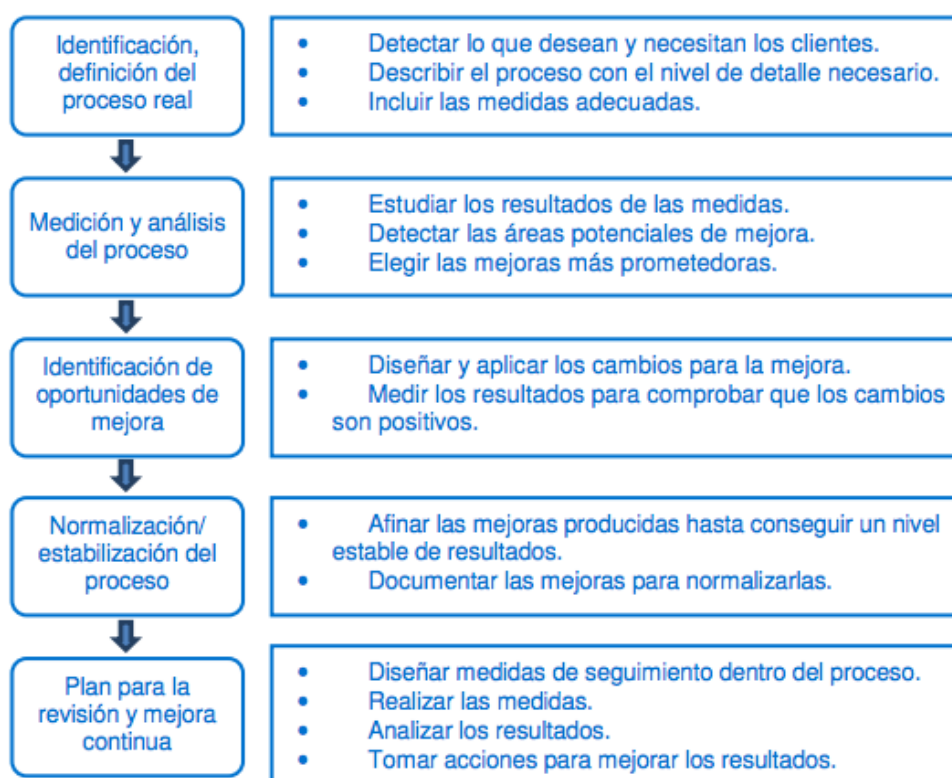 Identificación,
definición del
proceso real
• Detectar lo que desean y necesitan los clientes.
• Describir el proceso con el nivel de detalle necesario.
• Incluir las medidas adecuadas.
Medición y análisis
del proceso
• Estudiar los resultados de las medidas.
• Detectar las áreas potenciales de mejora.
• Elegir las mejoras más prometedoras.
Identificación de
oportunidades de
mejora
• Diseñar y aplicar los cambios para la mejora.
• Medir los resultados para comprobar que los cambios
son positivos.
Normalización/
estabilización del
proceso
• Afinar las mejoras producidas hasta conseguir un nivel
estable de resultados.
• Documentar las mejoras para normalizarlas.
Plan para la
revisión y mejora
continua
• Diseñar medidas de seguimiento dentro del proceso.
• Realizar las medidas.
• Analizar los resultados.
• Tomar acciones para mejorar los resultados.